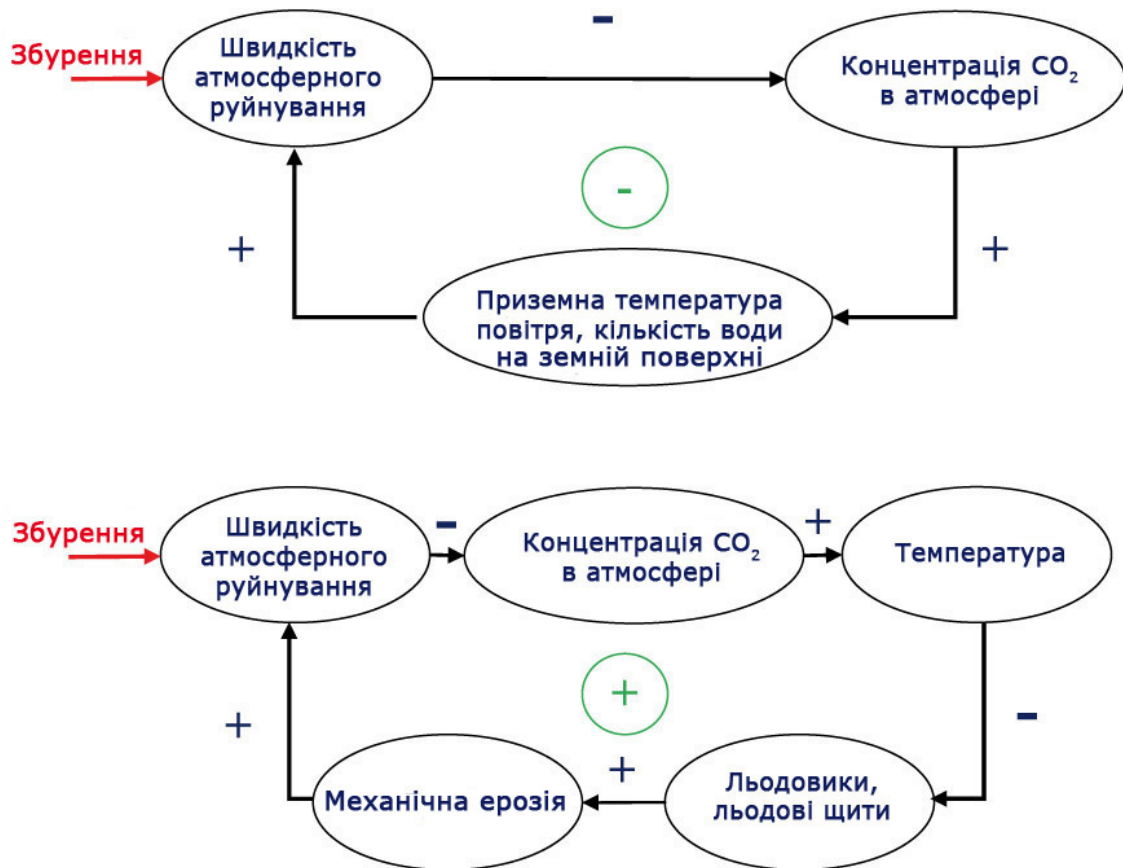 -
Збурення
Швидкість
атмосферного
руйнування
Концентрація CO₂
в атмосфері
-
+
+
Приземна температура
повітря, кількість води
на земній поверхні
Збурення
Швидкість
атмосферного
руйнування
-
Концентрація CO₂
в атмосфері
+
Температура
+
+
-
+
Механічна ерозія
Льодовики,
льодові щити